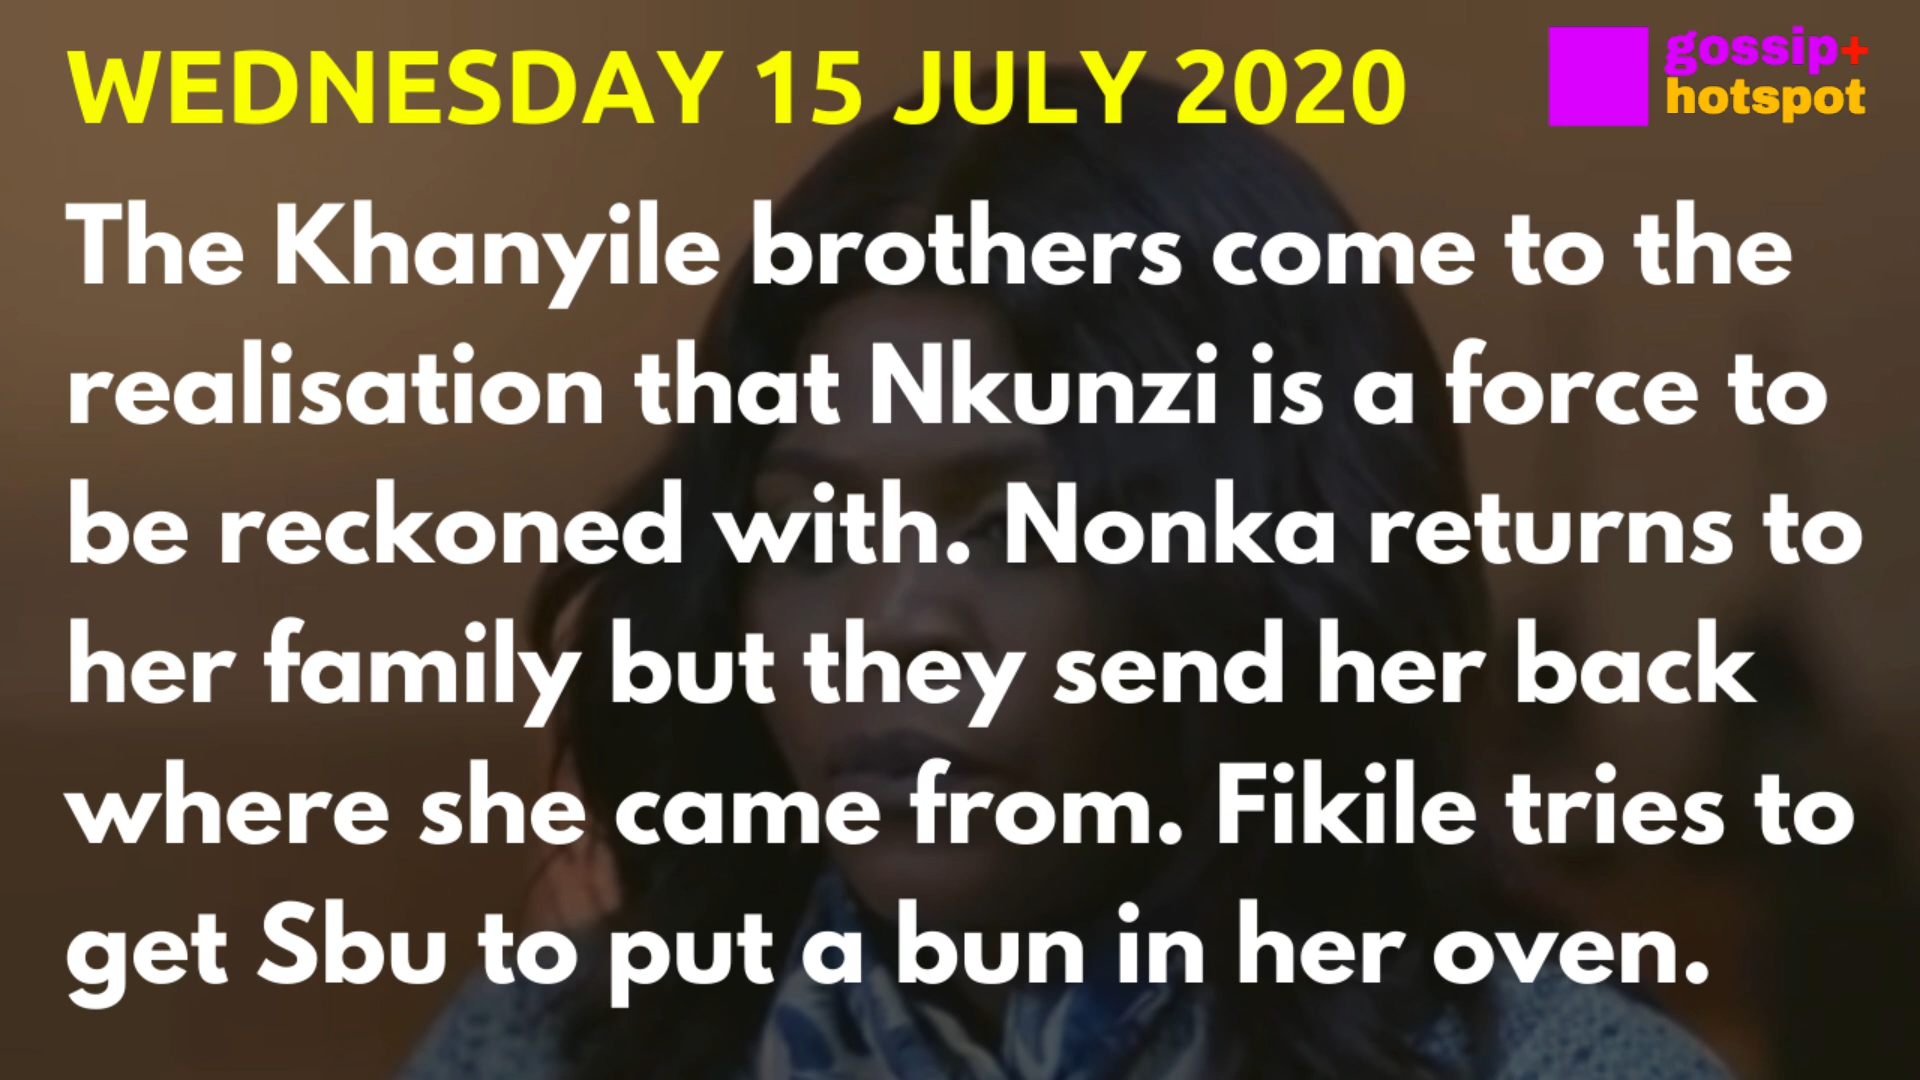 WEDNESDAY 15 JULY 2020
gossip+
hotspot
The Khanyile brothers come to the
realisation that Nkunzi is a force to
be reckoned with. Nonka returns to
her family but they send her back
where she came from. Fikile tries to
get Sbu to put a bun in her oven.